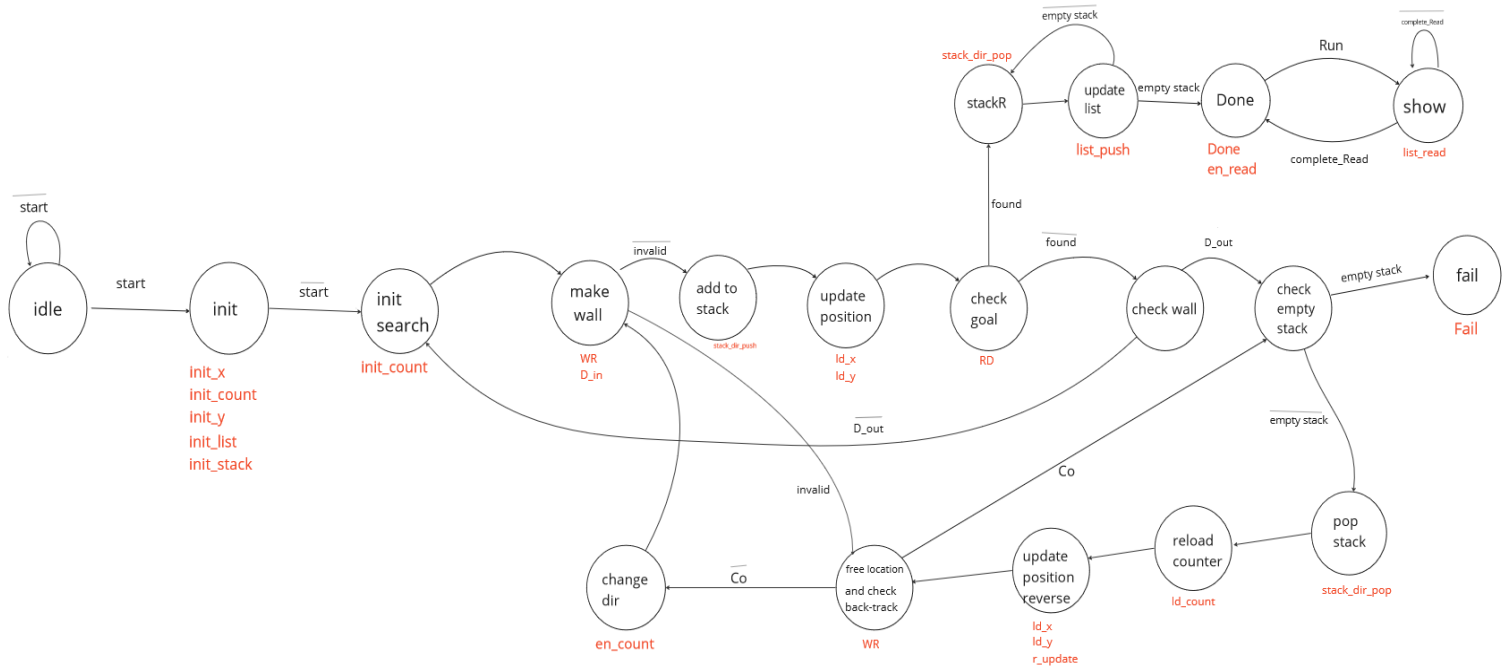 empty stack
complete_Read
stack_dir_pop
Run
stackR
update
list
empty stack
Done
show
list_push
Done
en_read
complete_Read
list_read
found
start
start
idle
init
start
init
search
init_x
init_count
init_y
init_list
init_stack
init_count
make
wall
WR
D_in
invalid
add to
stack
stack_dir_push
update
position
ld_x
ld_y
check
goal
RD
found
check wall
D_out
check
empty
stack
empty stack
fail
Fail
D_out
empty stack
invalid
Co
pop
stack
stack_dir_pop
reload
counter
ld_count
update
position
reverse
ld_x
ld_y
r_update
free location
and check
back-track
WR
Co
change
dir
en_count